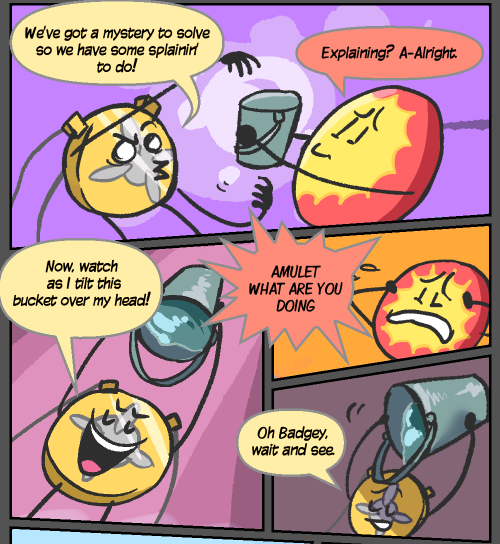 We've got a mystery to solve
so we have some splainin'
to do!
Explaining? A-Alright.
Now, watch
as I tilt this
bucket over my head!
AMULET
WHAT ARE YOU
DOING
Oh Badgey,
wait and see.